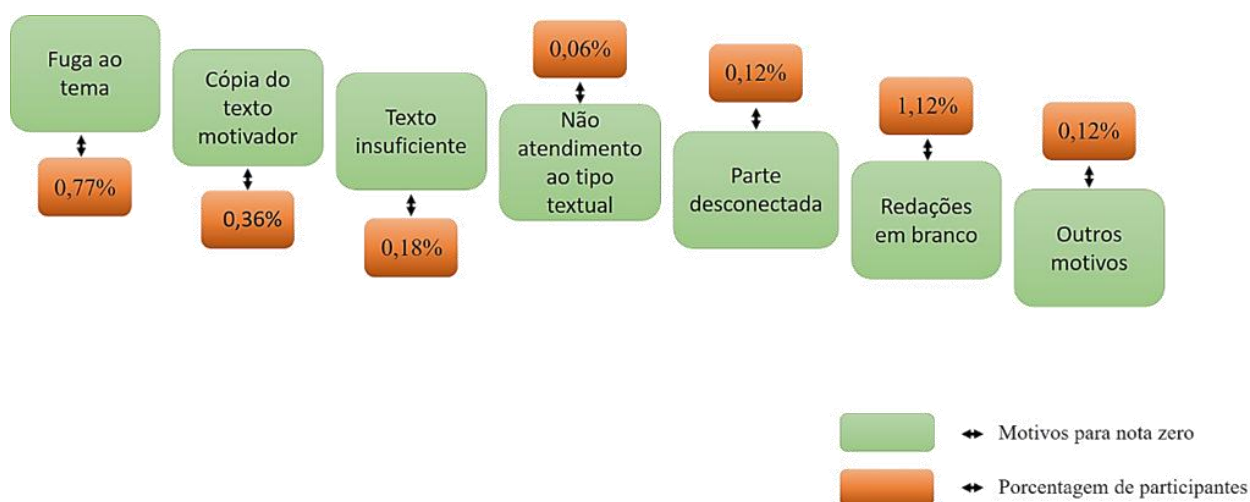 Fuga ao
tema
0,77%
Cópia do
texto
motivador
0,36%
Texto
insuficiente
0,18%
0,06%
Não
atendimento
ao tipo
textual
0,12%
Parte
desconectada
1,12%
Redações
em branco
0,12%
Outros
motivos
Motivos para nota zero
Porcentagem de participantes